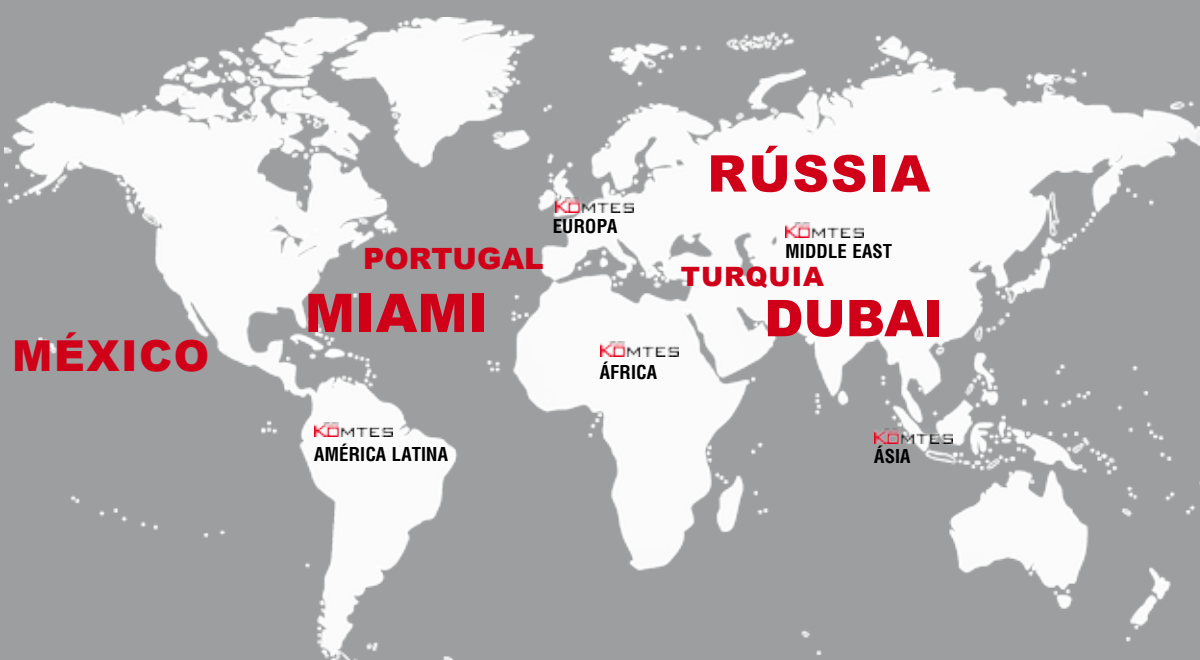 RÚSSIA
KOMTES
EUROPA
KOMTES
MIDDLE EAST
PORTUGAL
TURQUIA
MIAMI
DUBAI
MÉXICO
KOMTES
ÁFRICA
KOMTES
AMÉRICA LATINA
KOMTES
ÁSIA